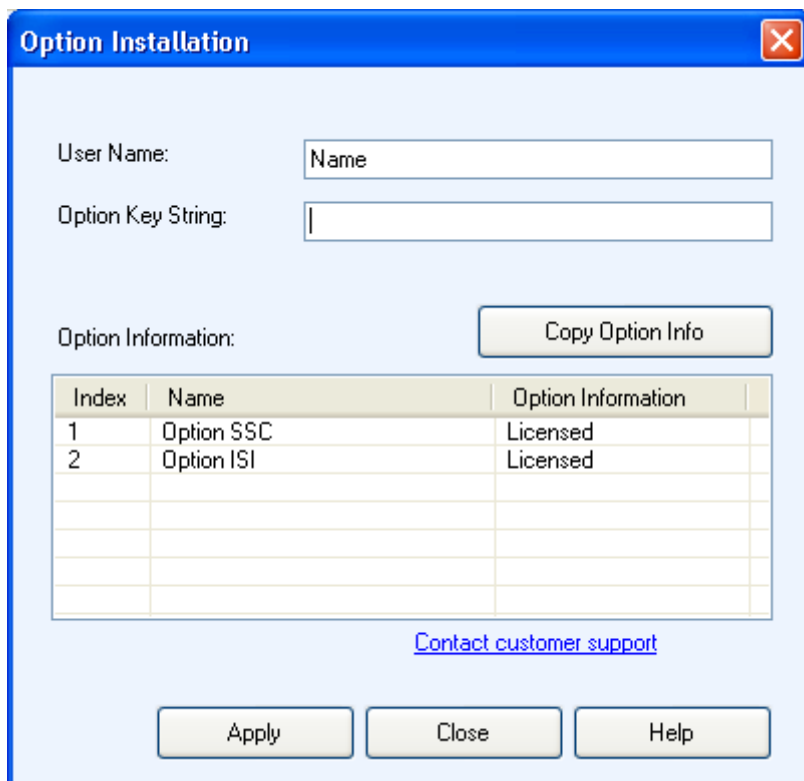 Option Installation
User Name: Name
Option Key String:
Option Information: Copy Option Info
Index Name Option Information
1 Option SSC Licensed
2 Option ISI Licensed
Contact customer support
Apply Close Help